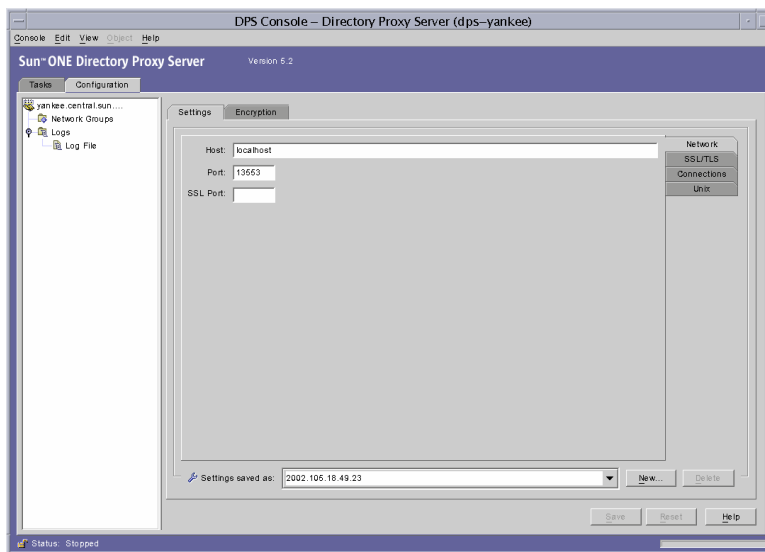 DPS Console – Directory Proxy Server (dps–yankee)
Console Edit View Object Help
Sun™ ONE Directory Proxy Server Version 5.2
Tasks Configuration
yankee.central.sun....
Network Groups
Logs
Log File
Settings Encryption
Host: localhost
Port: 13553
SSL Port:
Network
SSL/TLS
Connections
Unix
Settings saved as: 2002.105.18.49.23 New... Delete
Save Reset Help
Status: Stopped